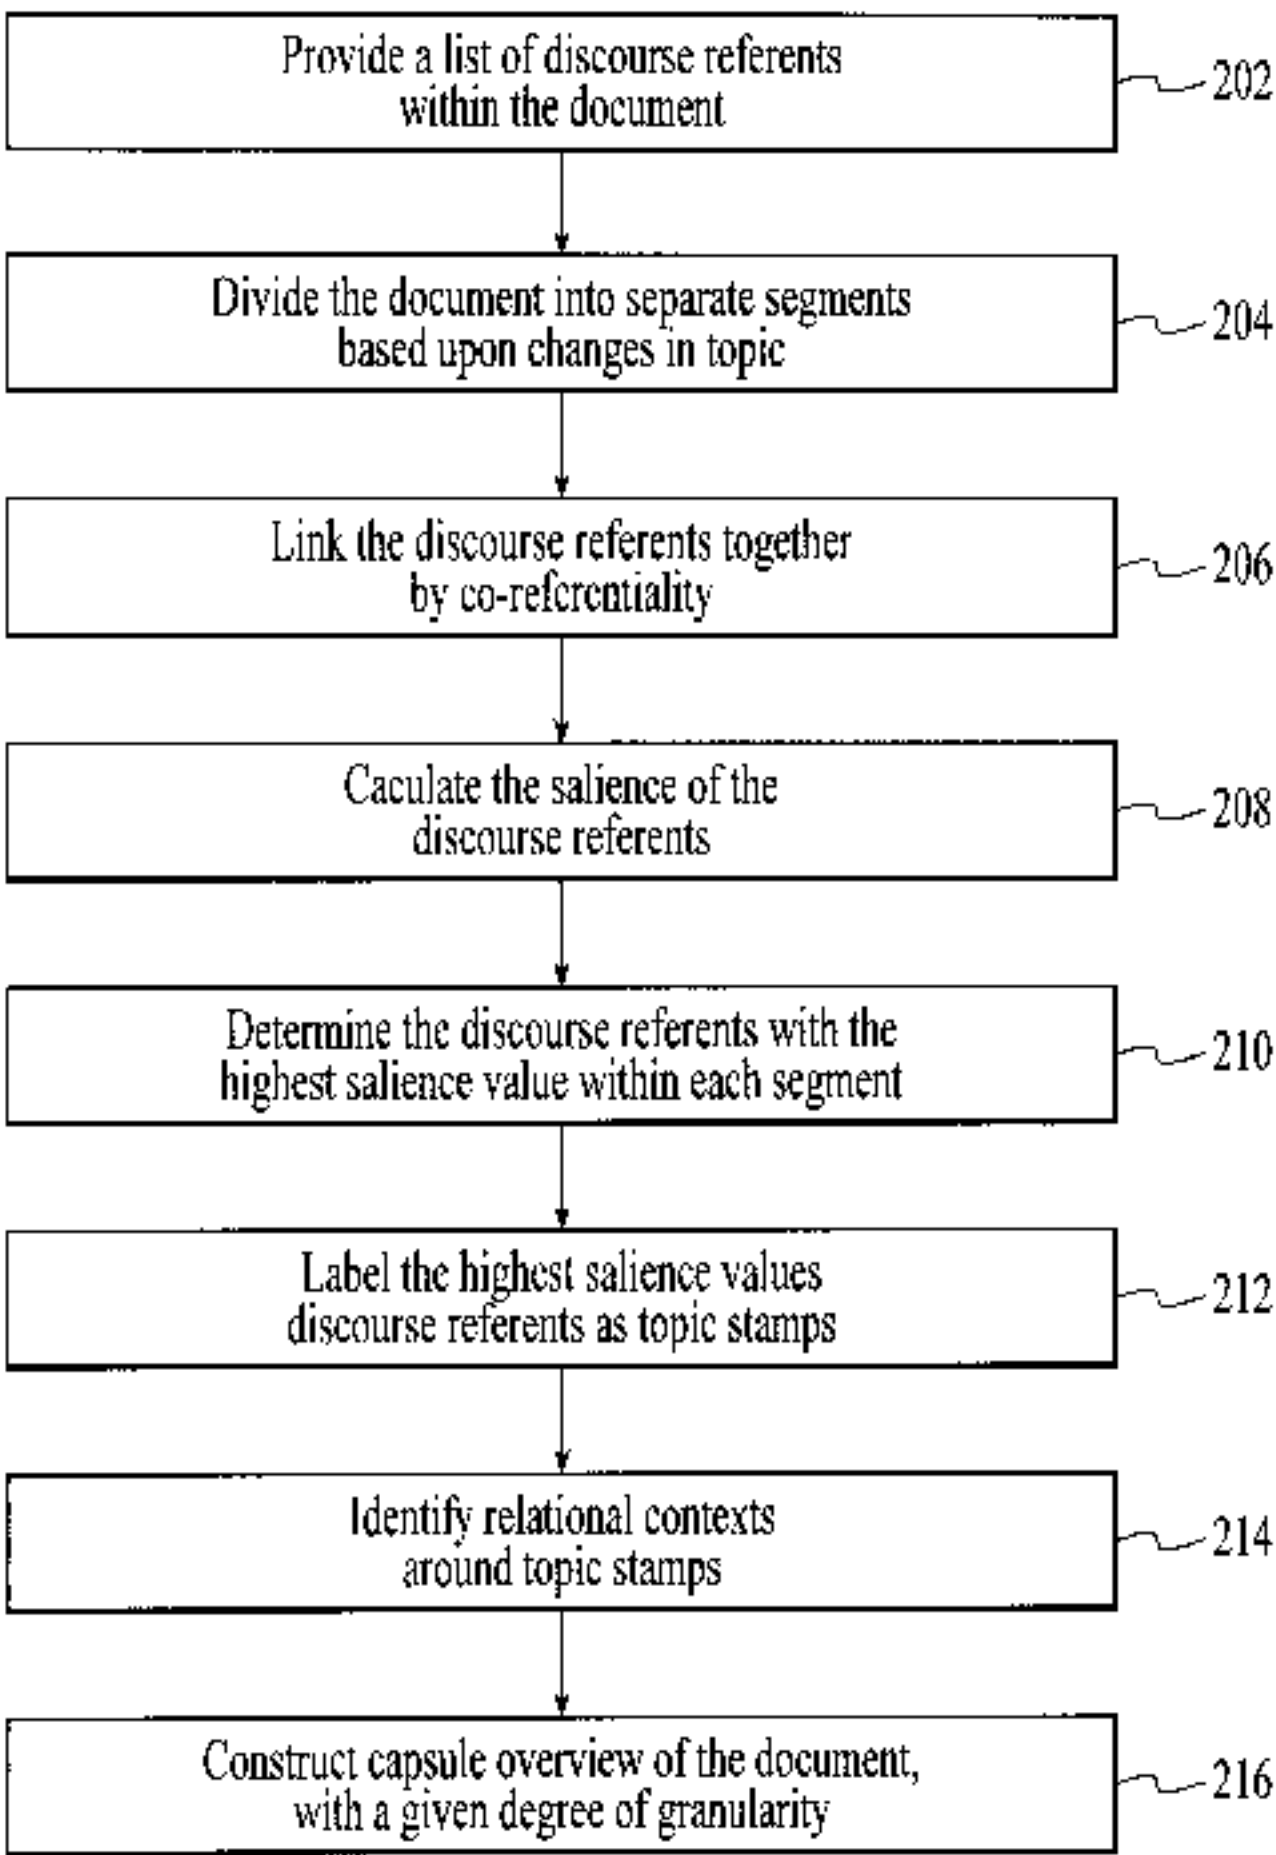 Provide a list of discourse referents
within the document
202
Divide the document into separate segments
based upon changes in topic
204
Link the discourse referents together
by co-referentiality
206
Caculate the salience of the
discourse referents
208
Determine the discourse referents with the
highest salience value within each segment
210
Label the highest salience values
discourse referents as topic stamps
212
Identify relational contexts
around topic stamps
214
Construct capsule overview of the document,
with a given degree of granularity
216